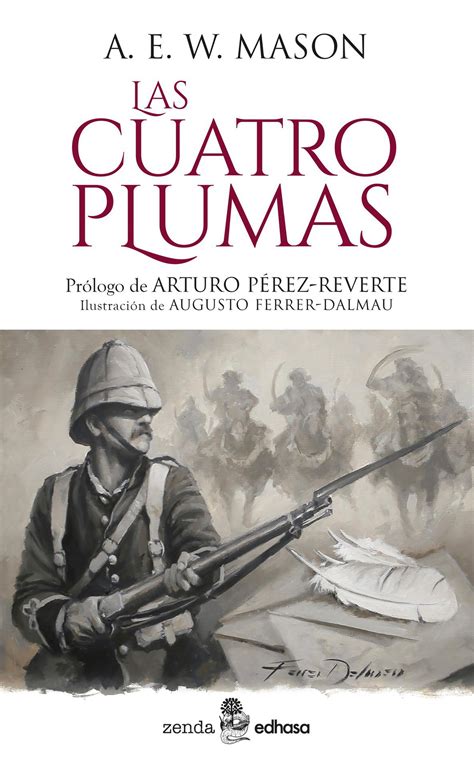 A. E. W. MASON
LAS
CUATRO
PLUMAS
Prólogo de ARTURO PÉREZ-REVERTE
Ilustración de AUGUSTO FERRER-DALMAU
Ferrer-Dalmau
zenda edhasa